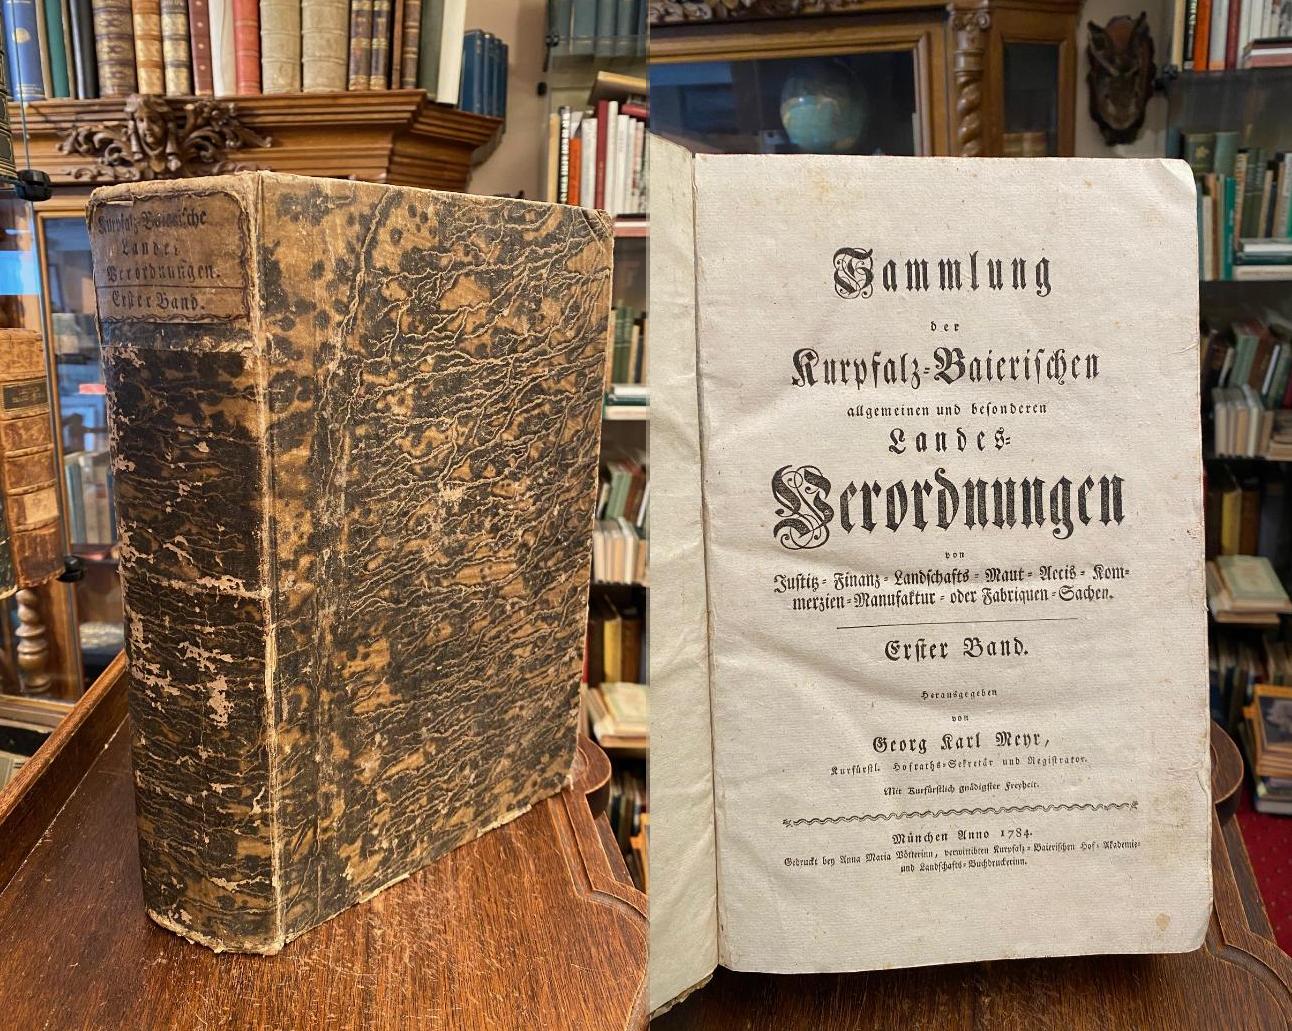 Kurpfalz-Baierische
Landes
Verordnungen.
Erster Band.
Sammlung
der
Kurpfalz-Baierischen
allgemeinen und besonderen
Landes-
Verordnungen
von
Justitz- Finanz- Landschafts- Maut- Accis- Kom-
merzien-Manufaktur- oder Fabriquen-Sachen.
Erster Band.
Herausgegeben
von
Georg Karl Meyr,
Kurfürstl. Hofraths-Sekretär und Registrator.
Mit Kurfürstlich gnädigster Freyheit.
München Anno 1784.
Gedruckt bey Anna Maria Vötterinn, verwittibten Kurpfalz-Baierischen Hof- Akademie-
und Landschafts-Buchdruckerinn.